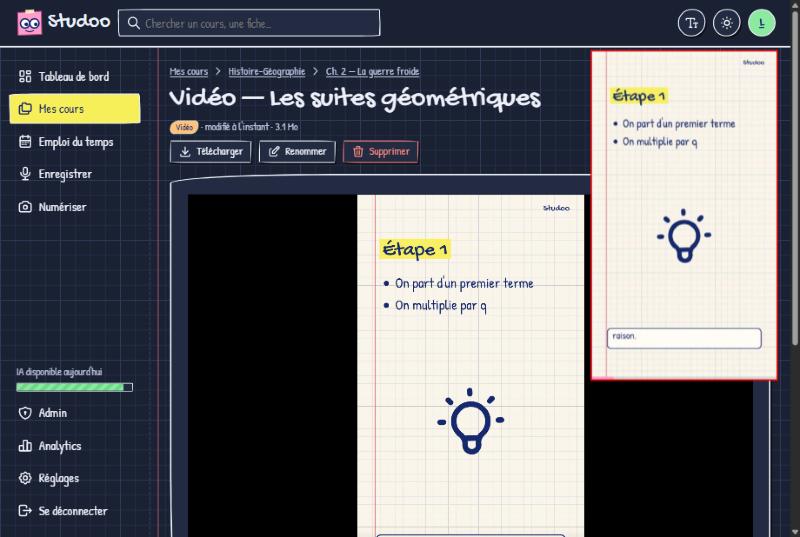 Studoo
Chercher un cours, une fiche...
Tт
L
Tableau de bord
Mes cours
Emploi du temps
Enregistrer
Numériser
IA disponible aujourd'hui
Admin
Analytics
Réglages
Se déconnecter
Mes cours > Histoire-Géographie > Ch. 2 — La guerre froide
Vidéo — Les suites géométriques
Vidéo · modifié à l'instant · 3.1 Mo
Télécharger
Renommer
Supprimer
Studoo
Étape 1
• On part d'un premier terme
• On multiplie par q
Studoo
Étape 1
• On part d'un premier terme
• On multiplie par q
raison.